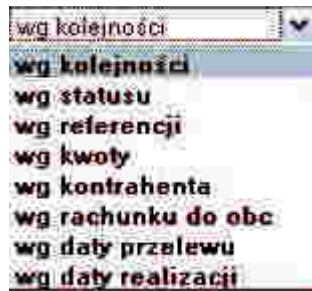 wg kolejności
wg kolejności
wg statusu
wg referencji
wg kwoty
wg kontrahenta
wg rachunku do obc
wg daty przelewu
wg daty realizacji